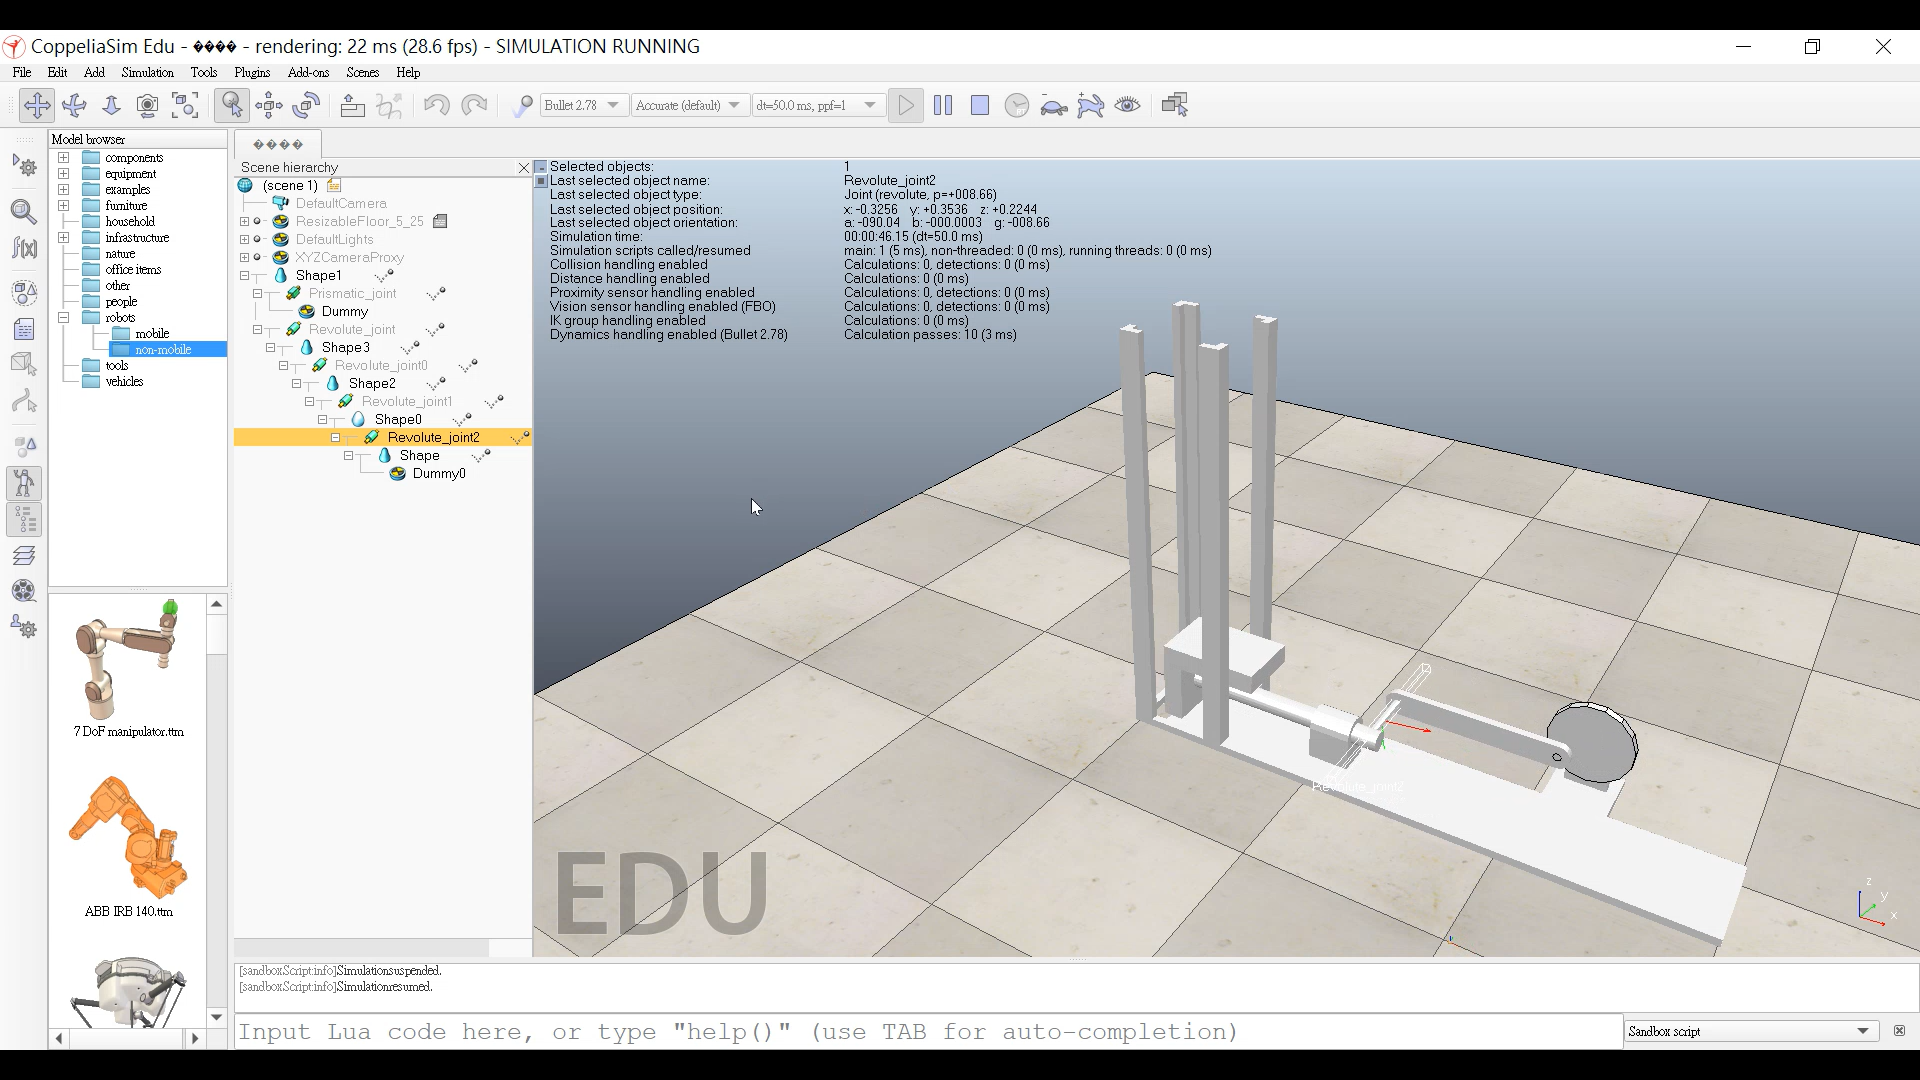 CoppeliaSim Edu - ���� - rendering: 22 ms (28.6 fps) - SIMULATION RUNNING
File Edit Add Simulation Tools Plugins Add-ons Scenes Help
Bullet 2.78 Accurate (default) dt=50.0 ms, ppf=1
Model browser
components
equipment
examples
furniture
household
infrastructure
nature
office items
other
people
robots
mobile
non-mobile
tools
vehicles
7 DoF manipulator.ttm
ABB IRB 140.ttm
����
Scene hierarchy
(scene 1)
DefaultCamera
ResizableFloor_5_25
DefaultLights
XYZCameraProxy
Shape1
Prismatic_joint
Dummy
Revolute_joint
Shape3
Revolute_joint0
Shape2
Revolute_joint1
Shape0
Revolute_joint2
Shape
Dummy0
Selected objects: 1
Last selected object name: Revolute_joint2
Last selected object type: Joint (revolute, p=+008.66)
Last selected object position: x: -0.3256 y: +0.3536 z: +0.2244
Last selected object orientation: a: -090.04 b: -000.0003 g: -008.66
Simulation time: 00:00:46.15 (dt=50.0 ms)
Simulation scripts called/resumed main: 1 (5 ms), non-threaded: 0 (0 ms), running threads: 0 (0 ms)
Collision handling enabled Calculations: 0, detections: 0 (0 ms)
Distance handling enabled Calculations: 0 (0 ms)
Proximity sensor handling enabled Calculations: 0, detections: 0 (0 ms)
Vision sensor handling enabled (FBO) Calculations: 0, detections: 0 (0 ms)
IK group handling enabled Calculations: 0 (0 ms)
Dynamics handling enabled (Bullet 2.78) Calculation passes: 10 (3 ms)
Revolute_joint2
z
y
x
EDU
[sandboxScript:info]Simulationsuspended.
[sandboxScript:info]Simulationresumed.
Input Lua code here, or type "help()" (use TAB for auto-completion)
Sandbox script